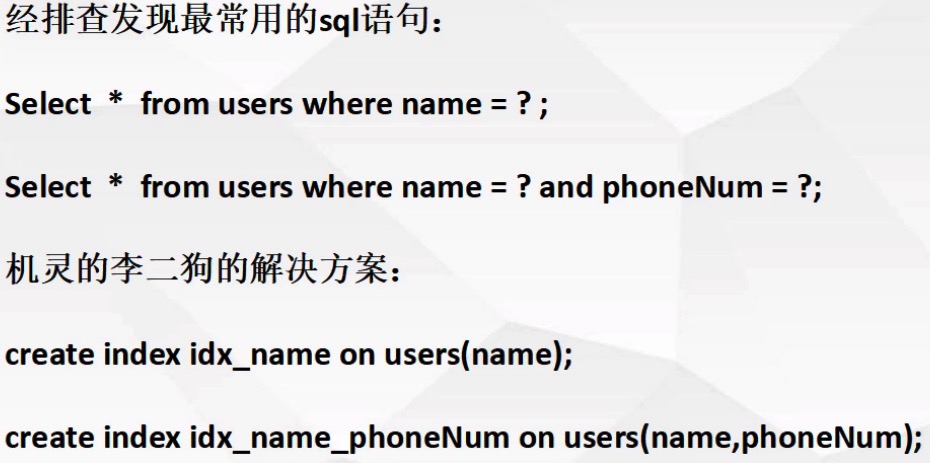 经排查发现最常用的sql语句：
Select * from users where name = ? ;
Select * from users where name = ? and phoneNum = ?;
机灵的李二狗的解决方案：
create index idx_name on users(name);
create index idx_name_phoneNum on users(name,phoneNum);